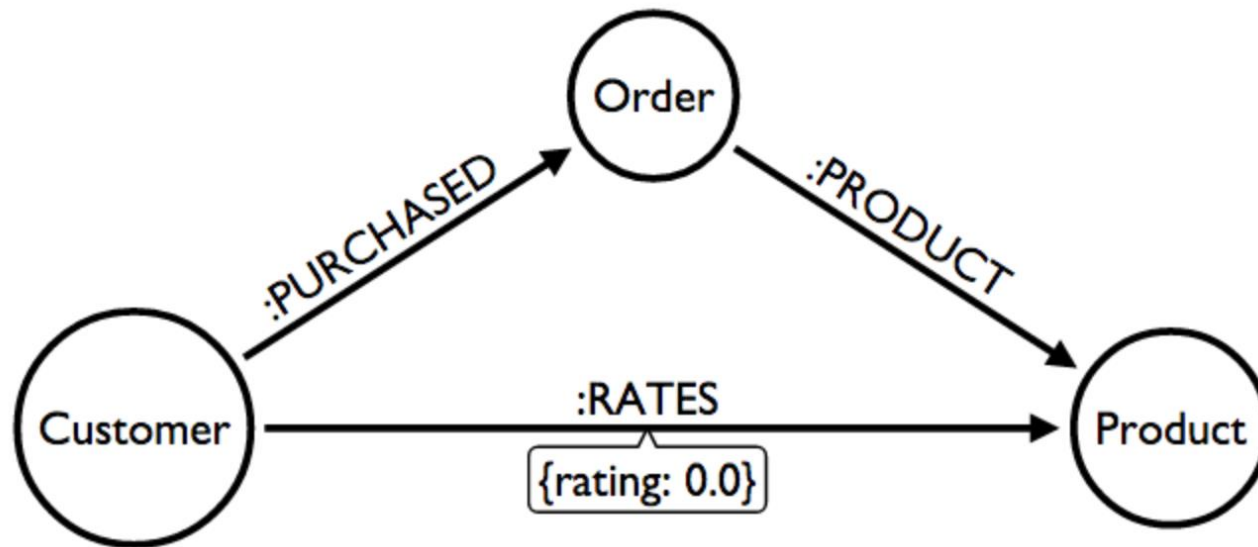 Order
:PURCHASED
:PRODUCT
:RATES
Customer
Product
{rating: 0.0}